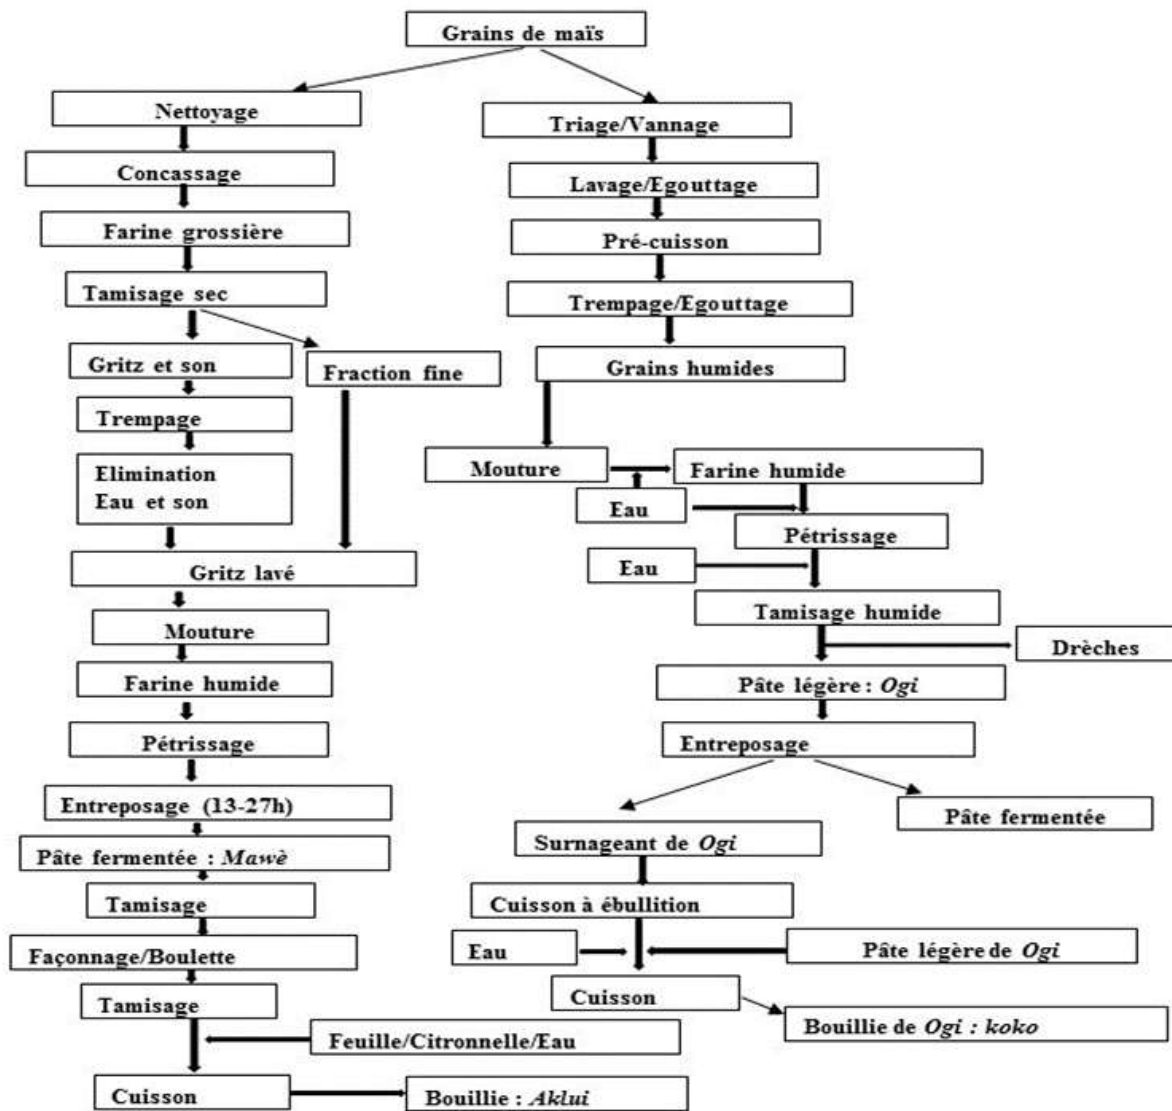 Grains de maïs
Nettoyage
Concassage
Farine grossière
Tamisage sec
Gritz et son
Fraction fine
Trempage
Elimination
Eau et son
Gritz lavé
Mouture
Farine humide
Pétrissage
Entreposage (13-27h)
Pâte fermentée : Mawè
Tamisage
Façonnage/Boulette
Tamisage
Feuille/Citronnelle/Eau
Cuisson
Bouillie : Aklui
Triage/Vannage
Lavage/Egouttage
Pré-cuisson
Trempage/Egouttage
Grains humides
Mouture
Farine humide
Eau
Pétrissage
Eau
Tamisage humide
Drèches
Pâte légère : Ogi
Entreposage
Pâte fermentée
Surnageant de Ogi
Cuisson à ébullition
Eau
Pâte légère de Ogi
Cuisson
Bouillie de Ogi : koko